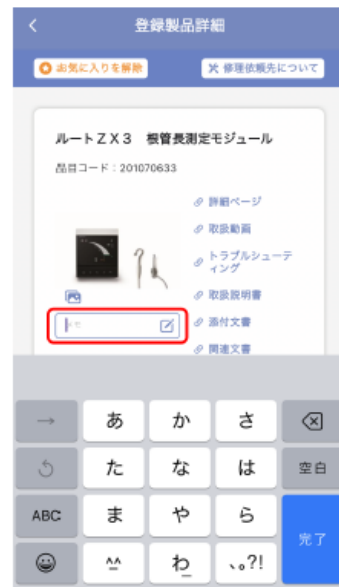 登録製品詳細
お気に入りを解除
修理依頼先について
ルートZX3 根管長測定モジュール
品目コード:201070633
詳細ページ
取扱動画
トラブルシューテ
ィング
取扱説明書
メモ
添付文書
関連文書
→ あ か さ
た な は 空白
ABC ま や ら
完了
^^ わ 、。?!